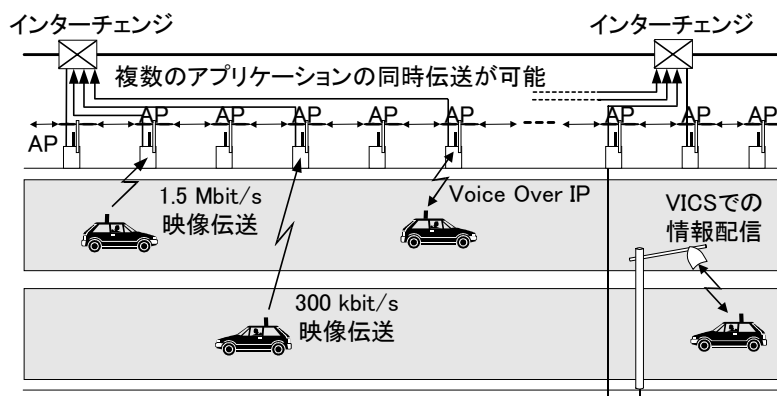 インターチェンジ
インターチェンジ
複数のアプリケーションの同時伝送が可能
AP
AP
AP
AP
AP
AP
AP
AP
AP
AP
1.5 Mbit/s
映像伝送
Voice Over IP
VICSでの
情報配信
300 kbit/s
映像伝送